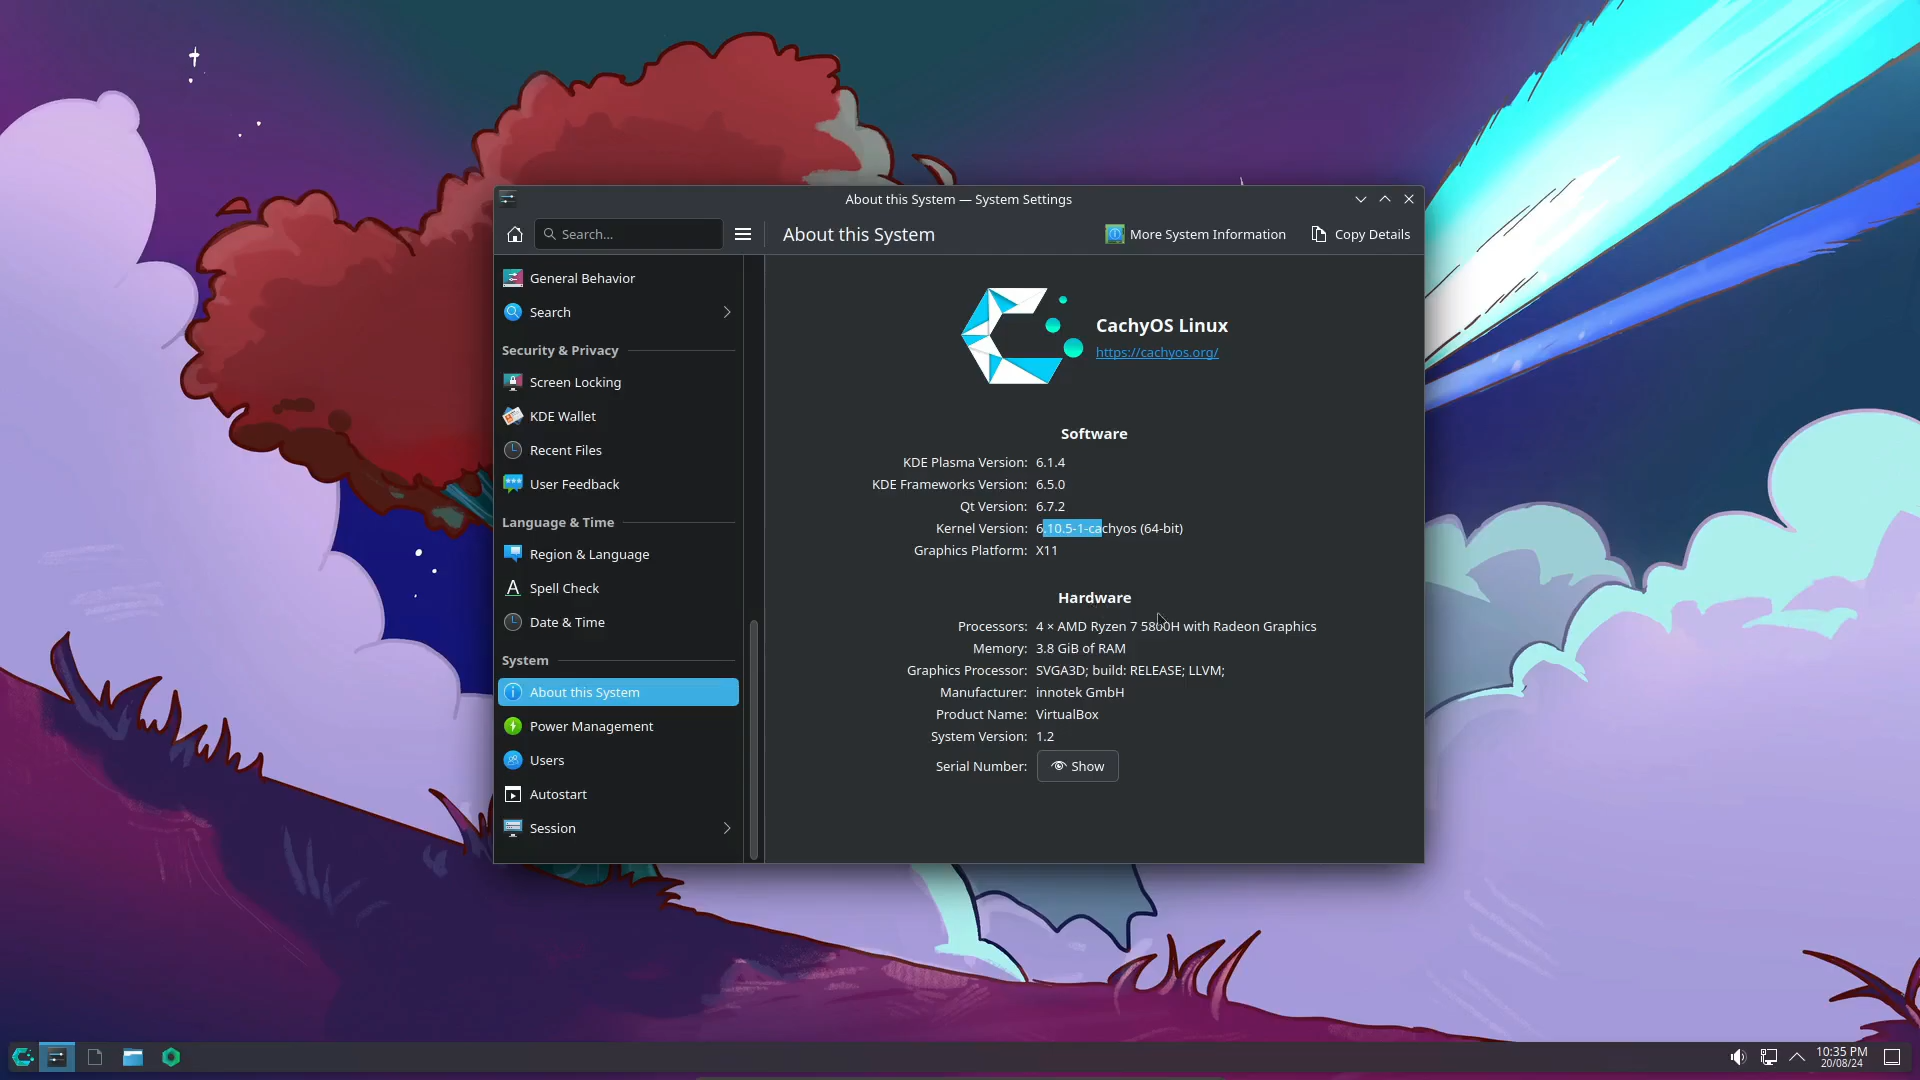 About this System — System Settings
Search...
About this System
More System Information
Copy Details
General Behavior
Search
Security & Privacy
Screen Locking
KDE Wallet
Recent Files
User Feedback
Language & Time
Region & Language
Spell Check
Date & Time
System
About this System
Power Management
Users
Autostart
Session
CachyOS Linux
https://cachyos.org/
Software
KDE Plasma Version: 6.1.4
KDE Frameworks Version: 6.5.0
Qt Version: 6.7.2
Kernel Version: 6.10.5-1-cachyos (64-bit)
Graphics Platform: X11
Hardware
Processors: 4 × AMD Ryzen 7 5800H with Radeon Graphics
Memory: 3.8 GiB of RAM
Graphics Processor: SVGA3D; build: RELEASE; LLVM;
Manufacturer: innotek GmbH
Product Name: VirtualBox
System Version: 1.2
Serial Number: Show
10:35 PM
20/08/24